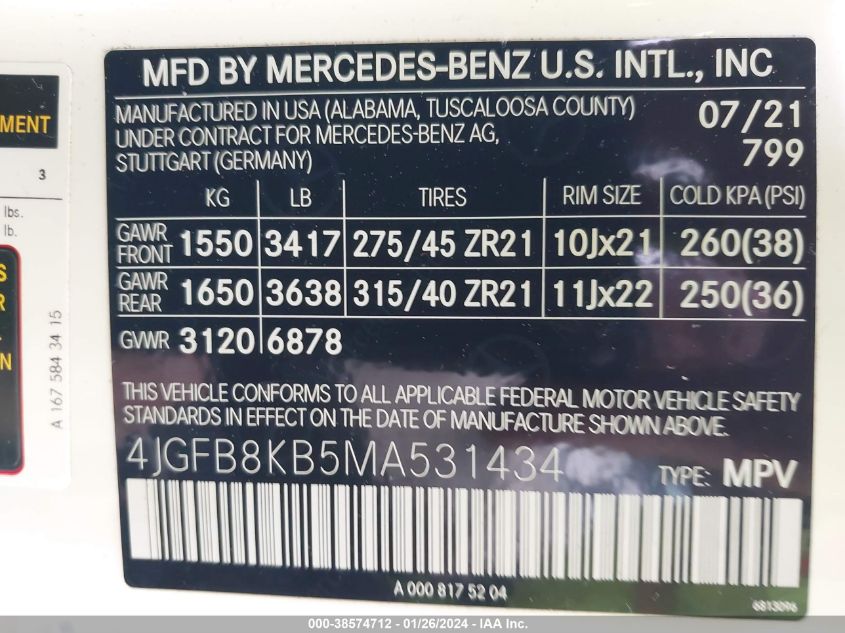 MENT
3
lbs.
lb.
S
R
N
A 167 584 34 15
MFD BY MERCEDES-BENZ U.S. INTL., INC
MANUFACTURED IN USA (ALABAMA, TUSCALOOSA COUNTY)
UNDER CONTRACT FOR MERCEDES-BENZ AG,
STUTTGART (GERMANY)
07/21
799
KG LB TIRES RIM SIZE COLD KPA (PSI)
GAWR FRONT 1550 3417 275/45 ZR21 10Jx21 260(38)
GAWR REAR 1650 3638 315/40 ZR21 11Jx22 250(36)
GVWR 3120 6878
THIS VEHICLE CONFORMS TO ALL APPLICABLE FEDERAL MOTOR VEHICLE SAFETY
STANDARDS IN EFFECT ON THE DATE OF MANUFACTURE SHOWN ABOVE.
4JGFB8KB5MA531434 TYPE: MPV
A 000 817 52 04
6813096
000-38574712 - 01/26/2024 - 1153